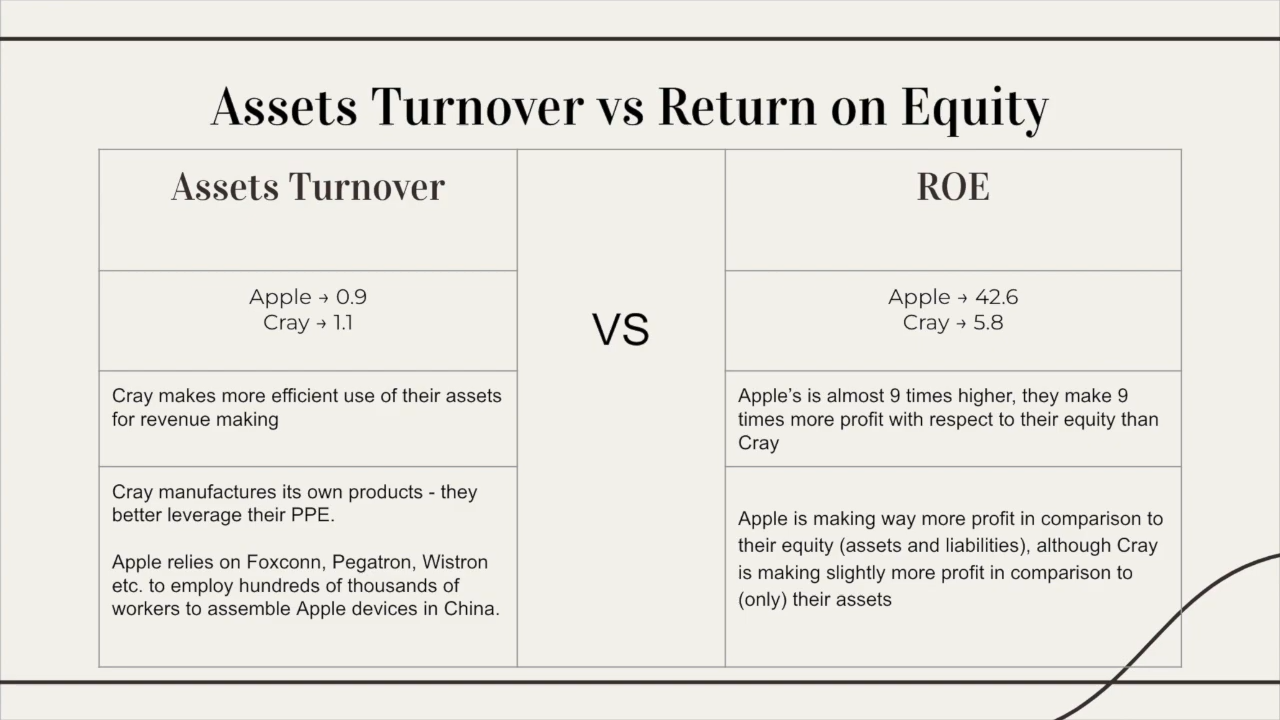 Assets Turnover vs Return on Equity
Assets Turnover
VS
ROE
Apple → 0.9
Cray → 1.1
Apple → 42.6
Cray → 5.8
Cray makes more efficient use of their assets
for revenue making
Apple’s is almost 9 times higher, they make 9
times more profit with respect to their equity than
Cray
Cray manufactures its own products - they
better leverage their PPE.
Apple relies on Foxconn, Pegatron, Wistron
etc. to employ hundreds of thousands of
workers to assemble Apple devices in China.
Apple is making way more profit in comparison to
their equity (assets and liabilities), although Cray
is making slightly more profit in comparison to
(only) their assets